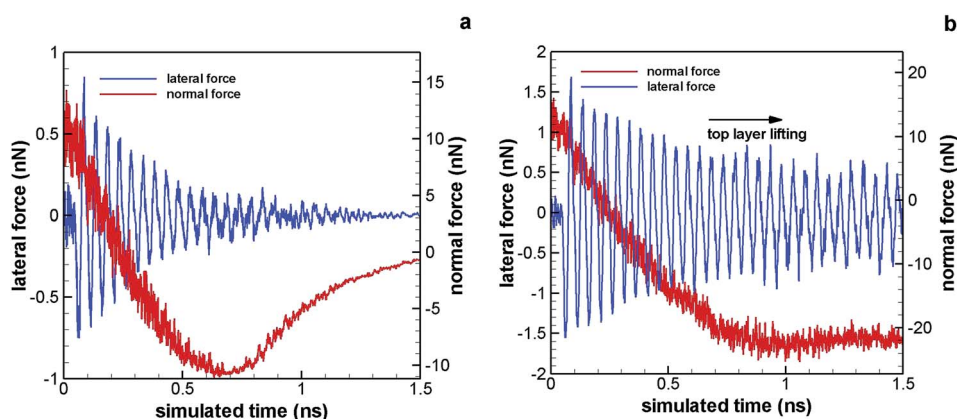 a
1
0.5
0
-0.5
-1
lateral force (nN)
lateral force
normal force
15
10
5
0
-5
-10
normal force (nN)
0
0.5
1
1.5
simulated time (ns)
b
2
1.5
1
0.5
0
-0.5
-1
-1.5
-2
lateral force (nN)
normal force
lateral force
top layer lifting
20
10
0
-10
-20
normal force (nN)
0
0.5
1
1.5
simulated time (ns)